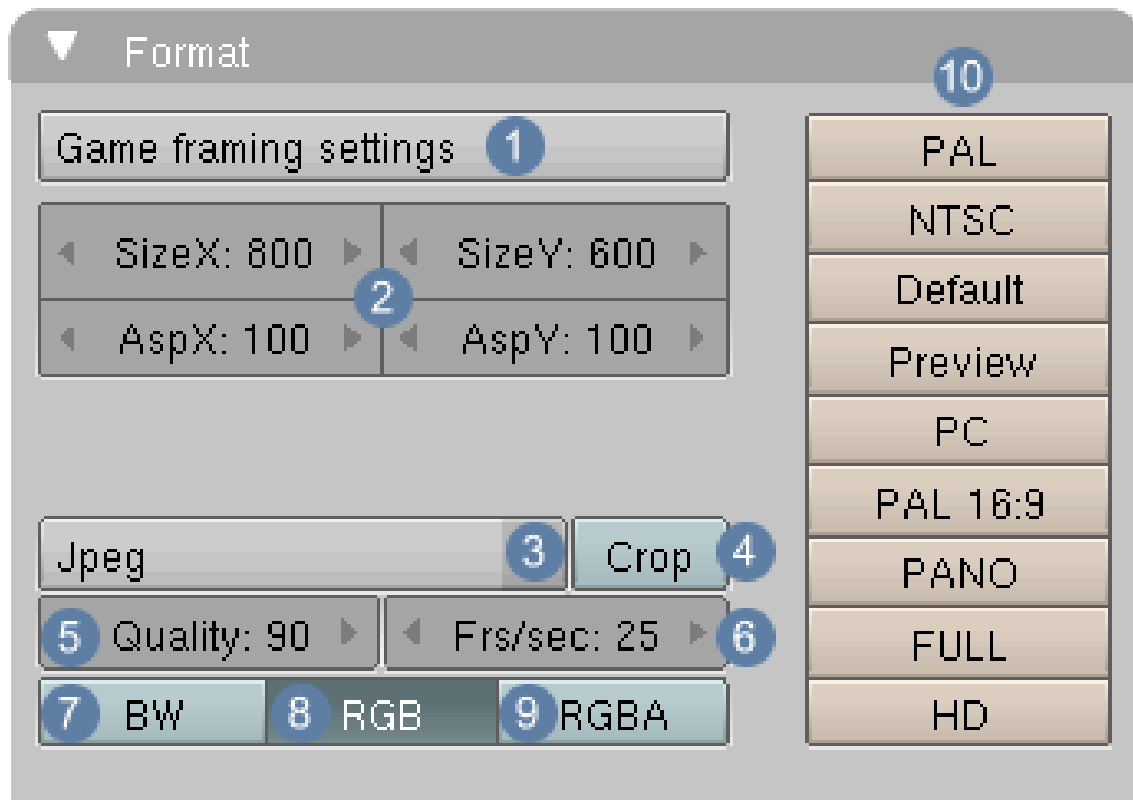 Format
10
Game framing settings 1
SizeX: 800 SizeY: 600
2
AspX: 100 AspY: 100
Jpeg 3 Crop 4
5 Quality: 90 Frs/sec: 25 6
7 BW 8 RGB 9 RGBA
PAL
NTSC
Default
Preview
PC
PAL 16:9
PANO
FULL
HD